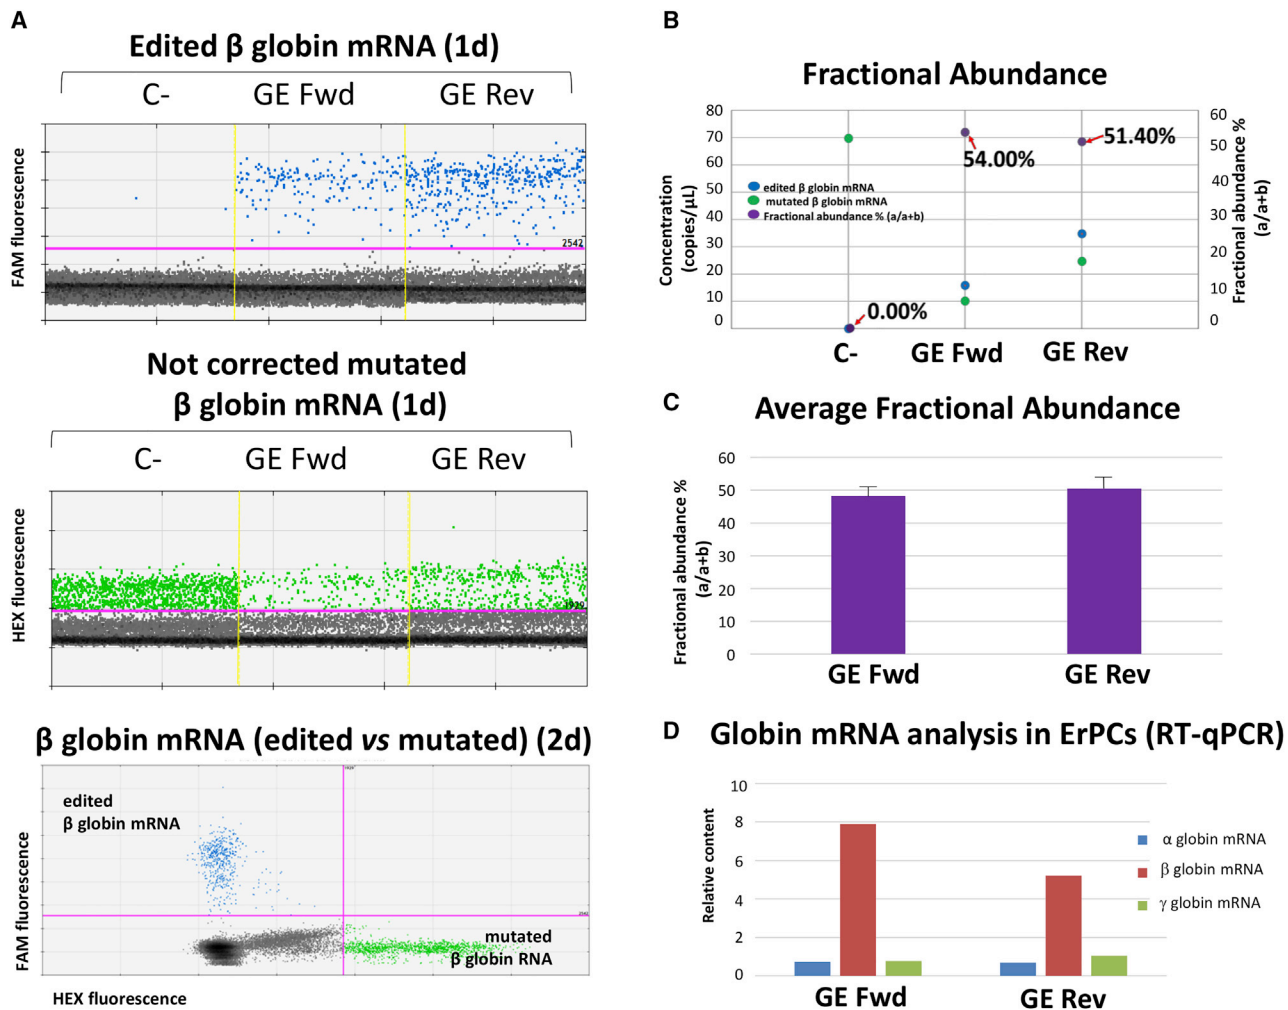 A
Edited β globin mRNA (1d)
C-
GE Fwd
GE Rev
FAM fluorescence
2542
Not corrected mutated
β globin mRNA (1d)
C-
GE Fwd
GE Rev
HEX fluorescence
1929
β globin mRNA (edited vs mutated) (2d)
edited
β globin mRNA
FAM fluorescence
mutated
β globin RNA
HEX fluorescence
B
Fractional Abundance
80
70
60
50
40
30
20
10
0
Concentration
(copies/µL)
60
50
40
30
20
10
0
Fractional abundance %
(a/a+b)
54.00%
51.40%
0.00%
edited β globin mRNA
mutated β globin mRNA
Fractional abundance % (a/a+b)
C-
GE Fwd
GE Rev
C
Average Fractional Abundance
Fractional abundance %
(a/a+b)
60
50
40
30
20
10
0
GE Fwd
GE Rev
D
Globin mRNA analysis in ErPCs (RT-qPCR)
Relative content
10
8
6
4
2
0
α globin mRNA
β globin mRNA
γ globin mRNA
GE Fwd
GE Rev